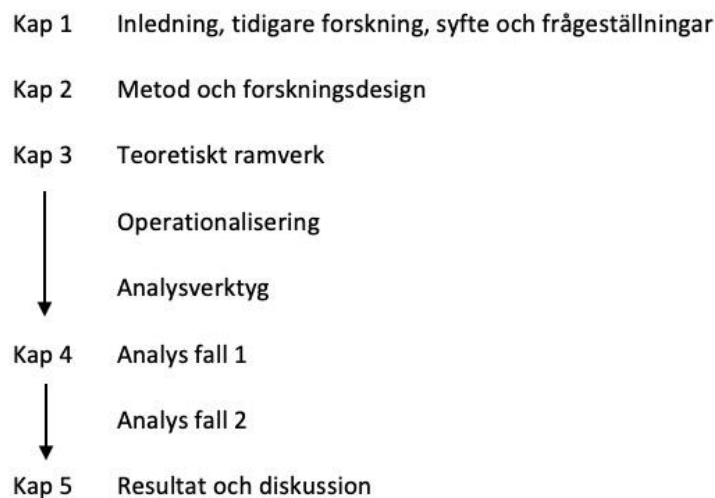 Kap 1 Inledning, tidigare forskning, syfte och frågeställningar
Kap 2 Metod och forskningsdesign
Kap 3 Teoretiskt ramverk
Operationalisering
Analysverktyg
Kap 4 Analys fall 1
Analys fall 2
Kap 5 Resultat och diskussion